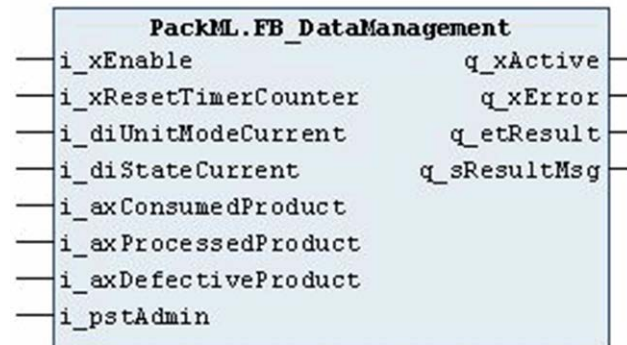 PackML.FB_DataManagement
i_xEnable q_xActive
i_xResetTimerCounter q_xError
i_diUnitModeCurrent q_etResult
i_diStateCurrent q_sResultMsg
i_axConsumedProduct
i_axProcessedProduct
i_axDefectiveProduct
i_pstAdmin